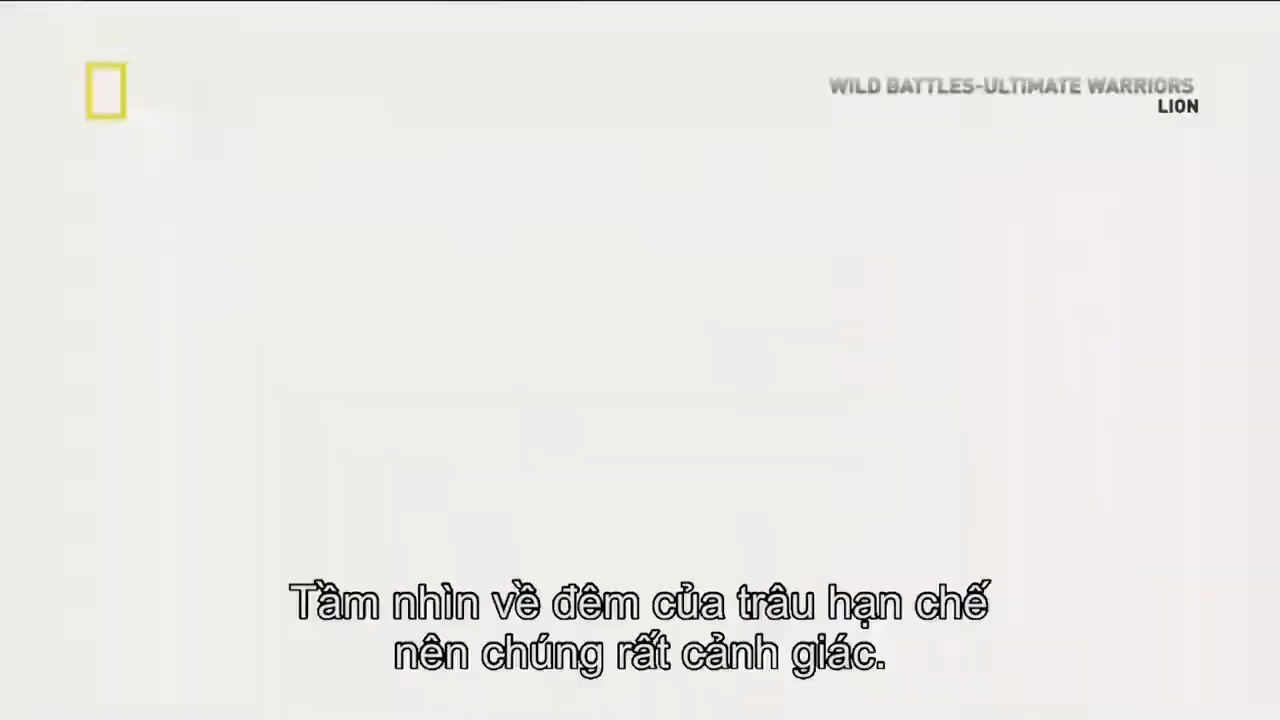 WILD BATTLES-ULTIMATE WARRIORS
LION
Tầm nhìn về đêm của trâu hạn chế
nên chúng rất cảnh giác.